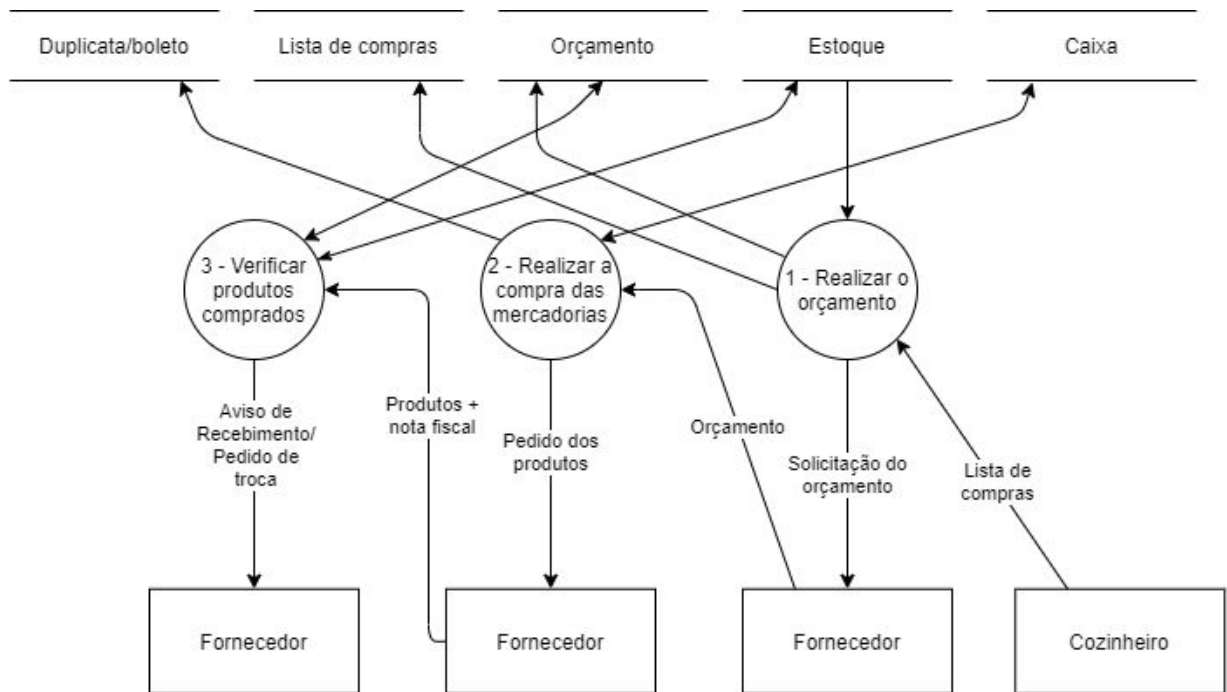 Duplicata/boleto
Lista de compras
Orçamento
Estoque
Caixa
3 - Verificar
produtos
comprados
2 - Realizar a
compra das
mercadorias
1 - Realizar o
orçamento
Aviso de
Recebimento/
Pedido de
troca
Produtos +
nota fiscal
Pedido dos
produtos
Orçamento
Solicitação do
orçamento
Lista de
compras
Fornecedor
Fornecedor
Fornecedor
Cozinheiro